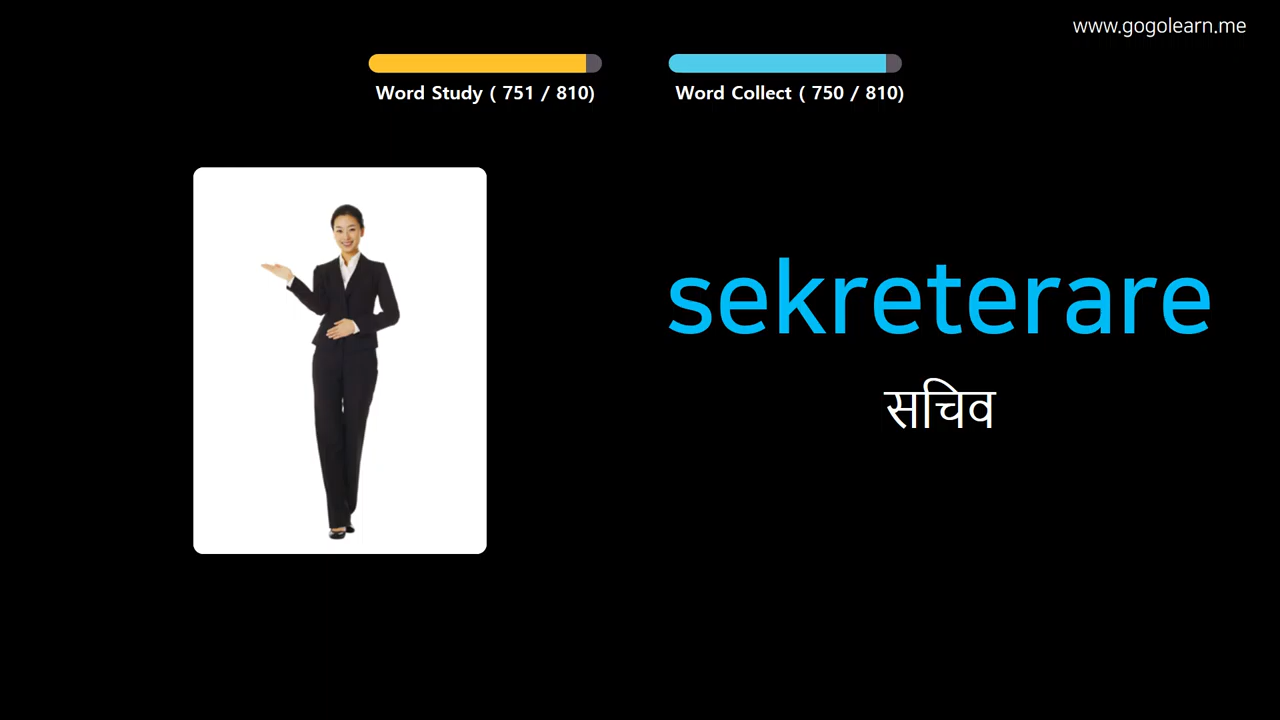 www.gogolearn.me
Word Study ( 751 / 810)
Word Collect ( 750 / 810)
sekreterare
सचिव